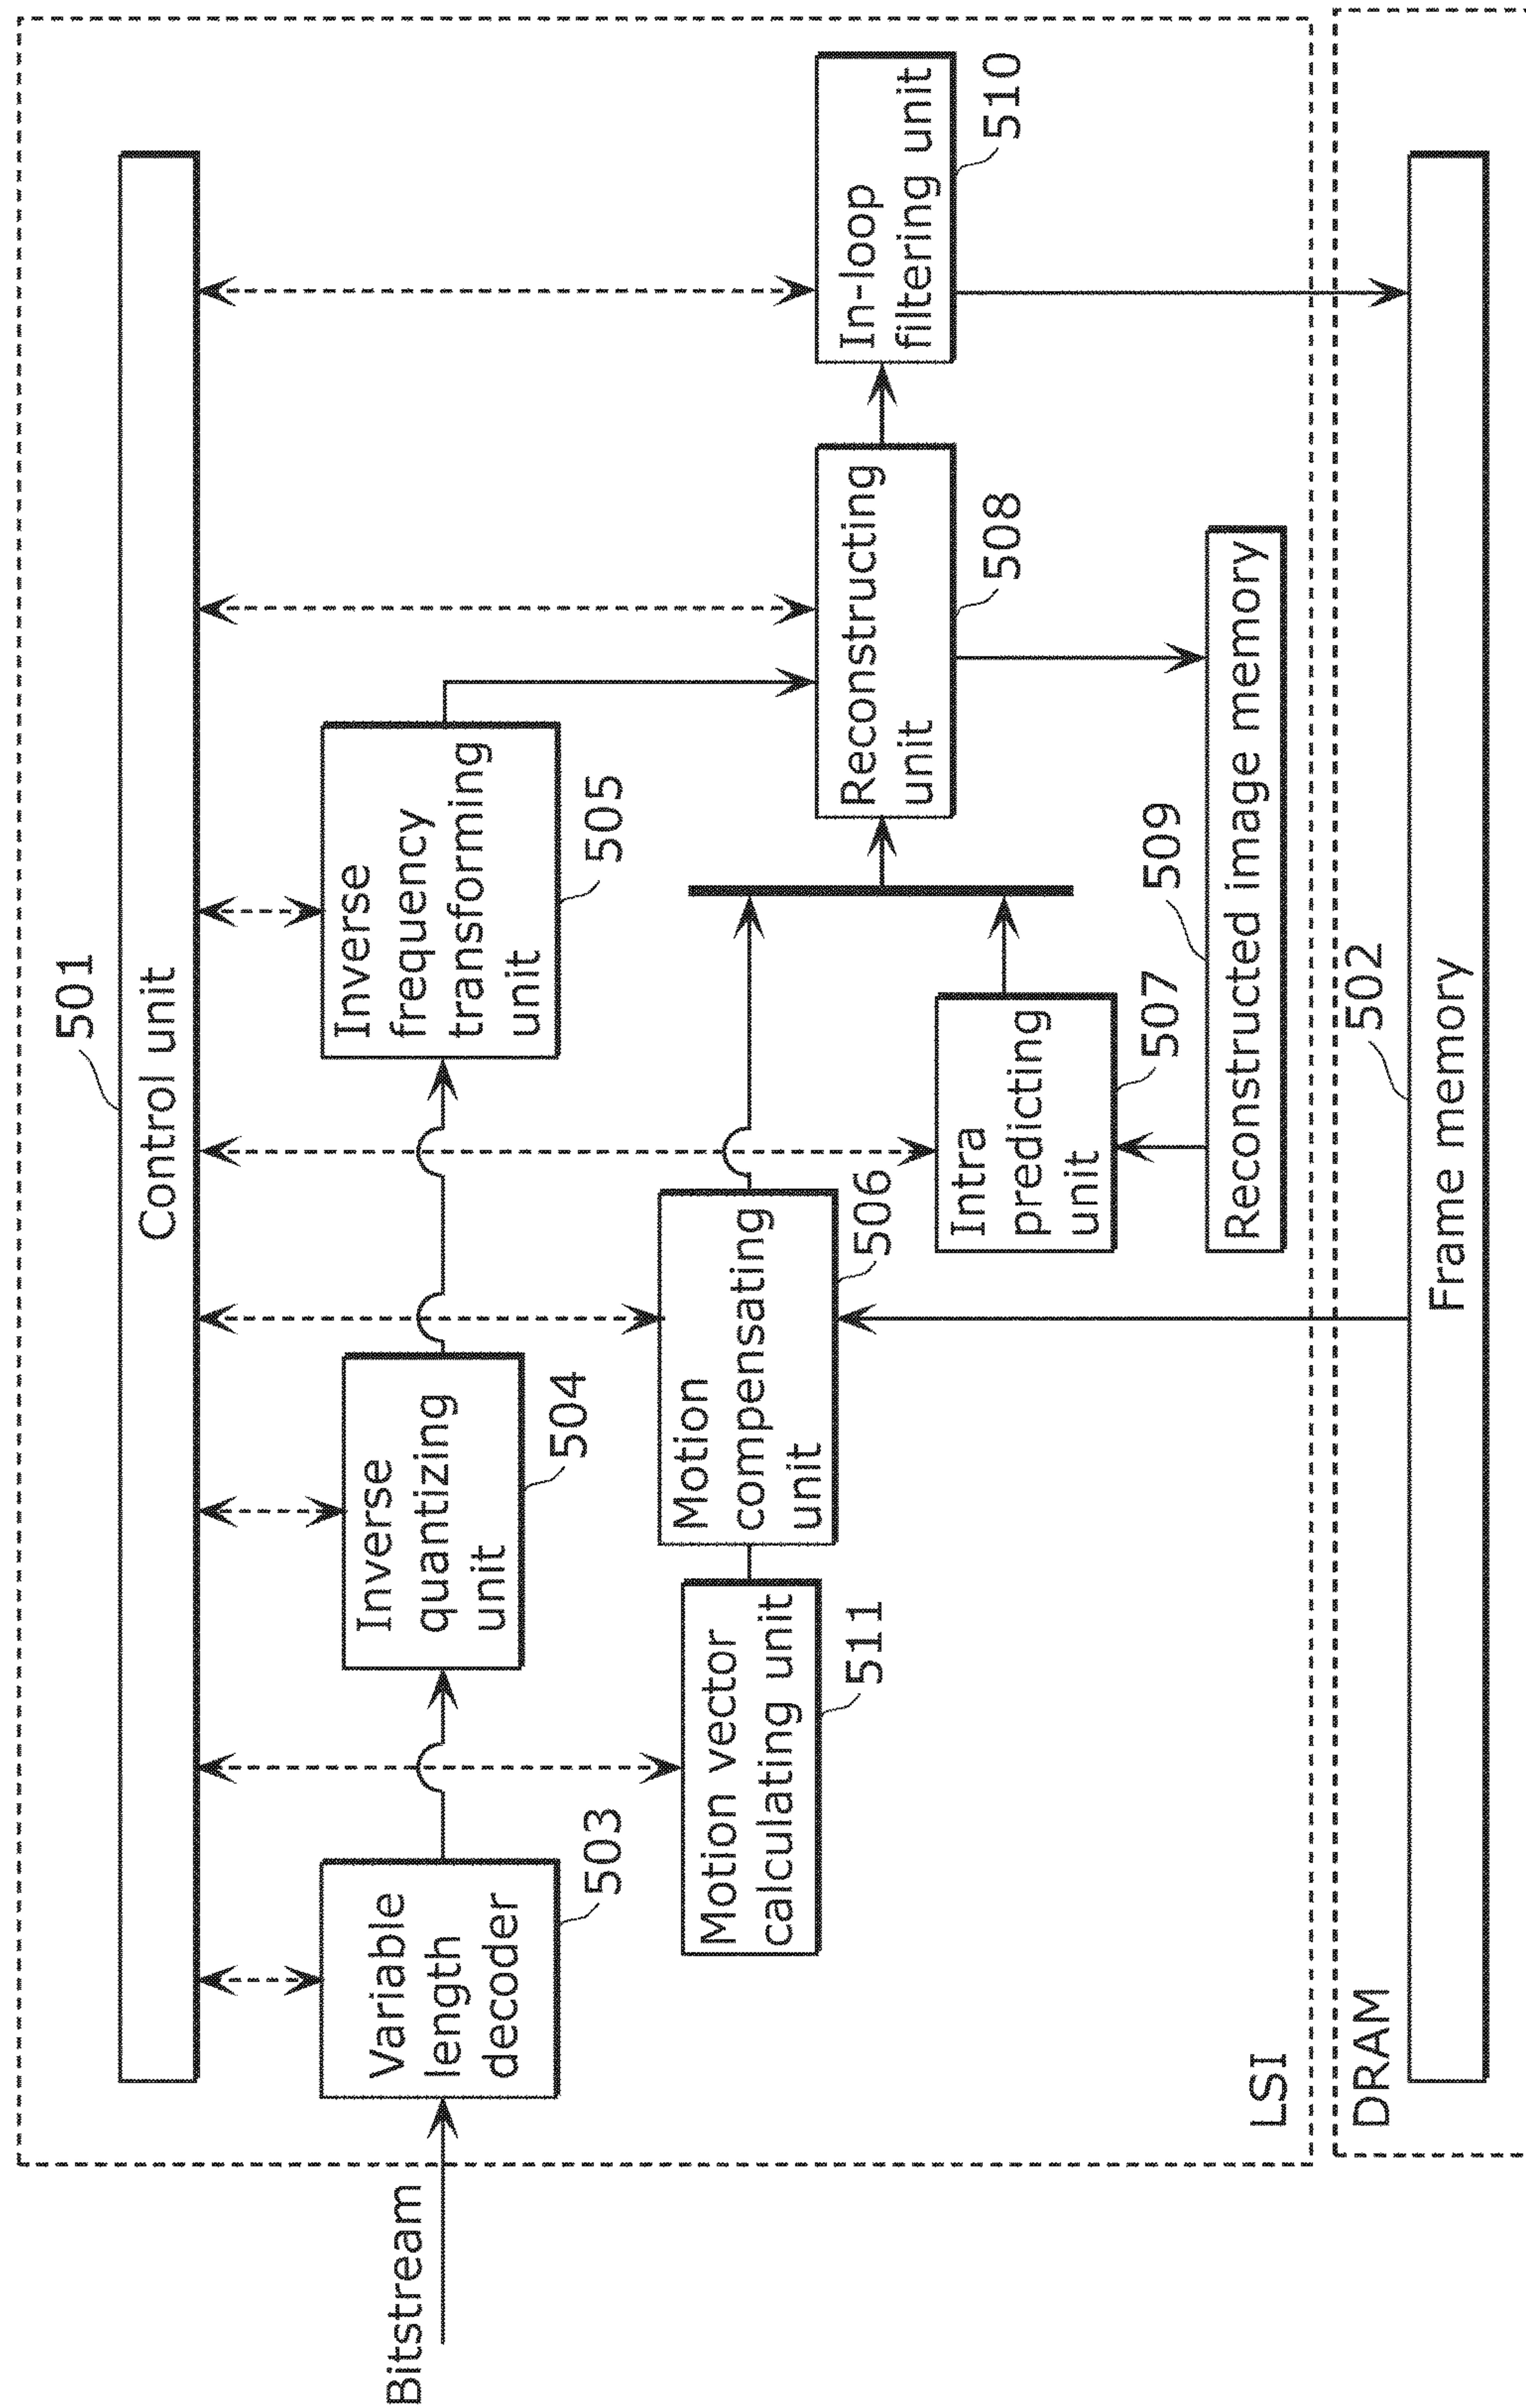 501
Control unit
Bitstream
Variable
length
decoder
503
Inverse
quantizing
unit
504
Inverse
frequency
transforming
unit
505
Motion vector
calculating unit
511
Motion
compensating
unit
506
Intra
predicting
unit
507
Reconstructing
unit
508
In-loop
filtering unit
510
509
Reconstructed image memory
LSI
DRAM
502
Frame memory